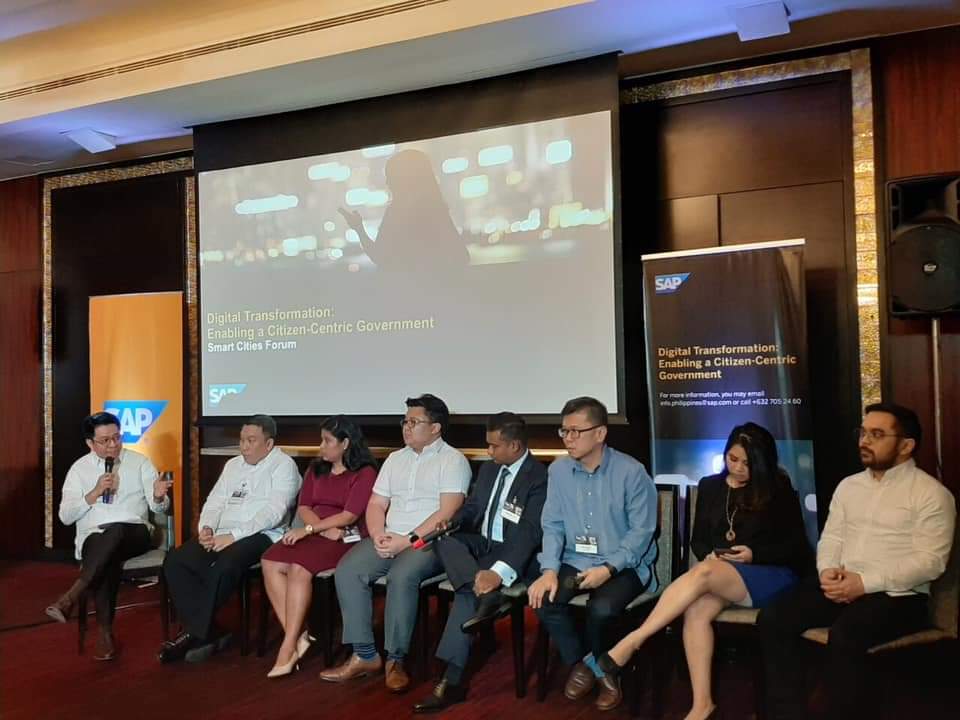 Digital Transformation:
Enabling a Citizen-Centric Government
Smart Cities Forum
SAP
SAP
SAP
Digital Transformation:
Enabling a Citizen-Centric
Government
For more information, you may email
info.philippines@sap.com or call +632 705 24 60